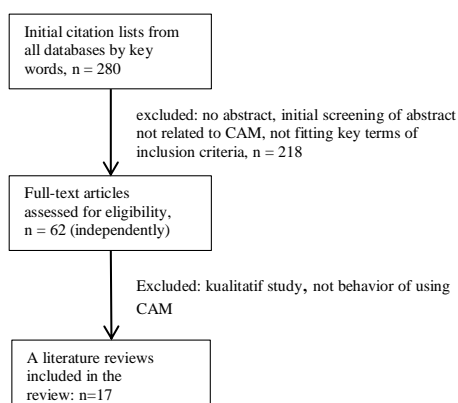 Initial citation lists from
all databases by key
words, n = 280
excluded: no abstract, initial screening of abstract
not related to CAM, not fitting key terms of
inclusion criteria, n = 218
Full-text articles
assessed for eligibility,
n = 62 (independently)
Excluded: kualitatif study, not behavior of using
CAM
A literature reviews
included in the
review: n=17